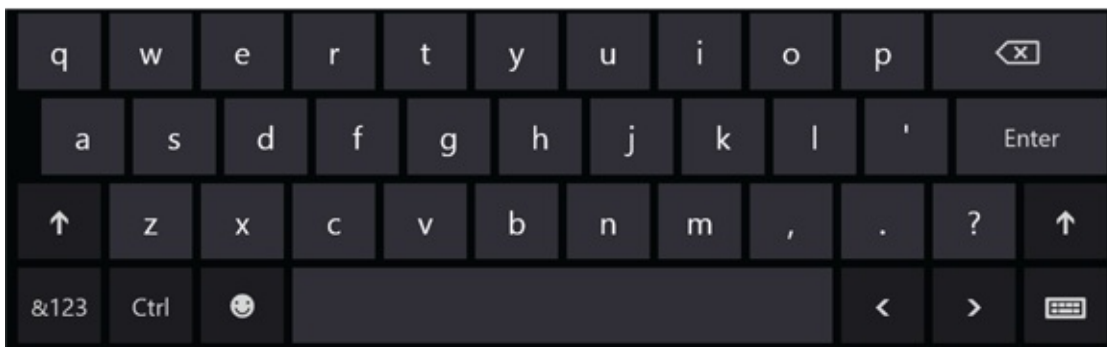 q w e r t y u i o p
a s d f g h j k l ' Enter
z x c v b n m , . ?
&123 Ctrl < >